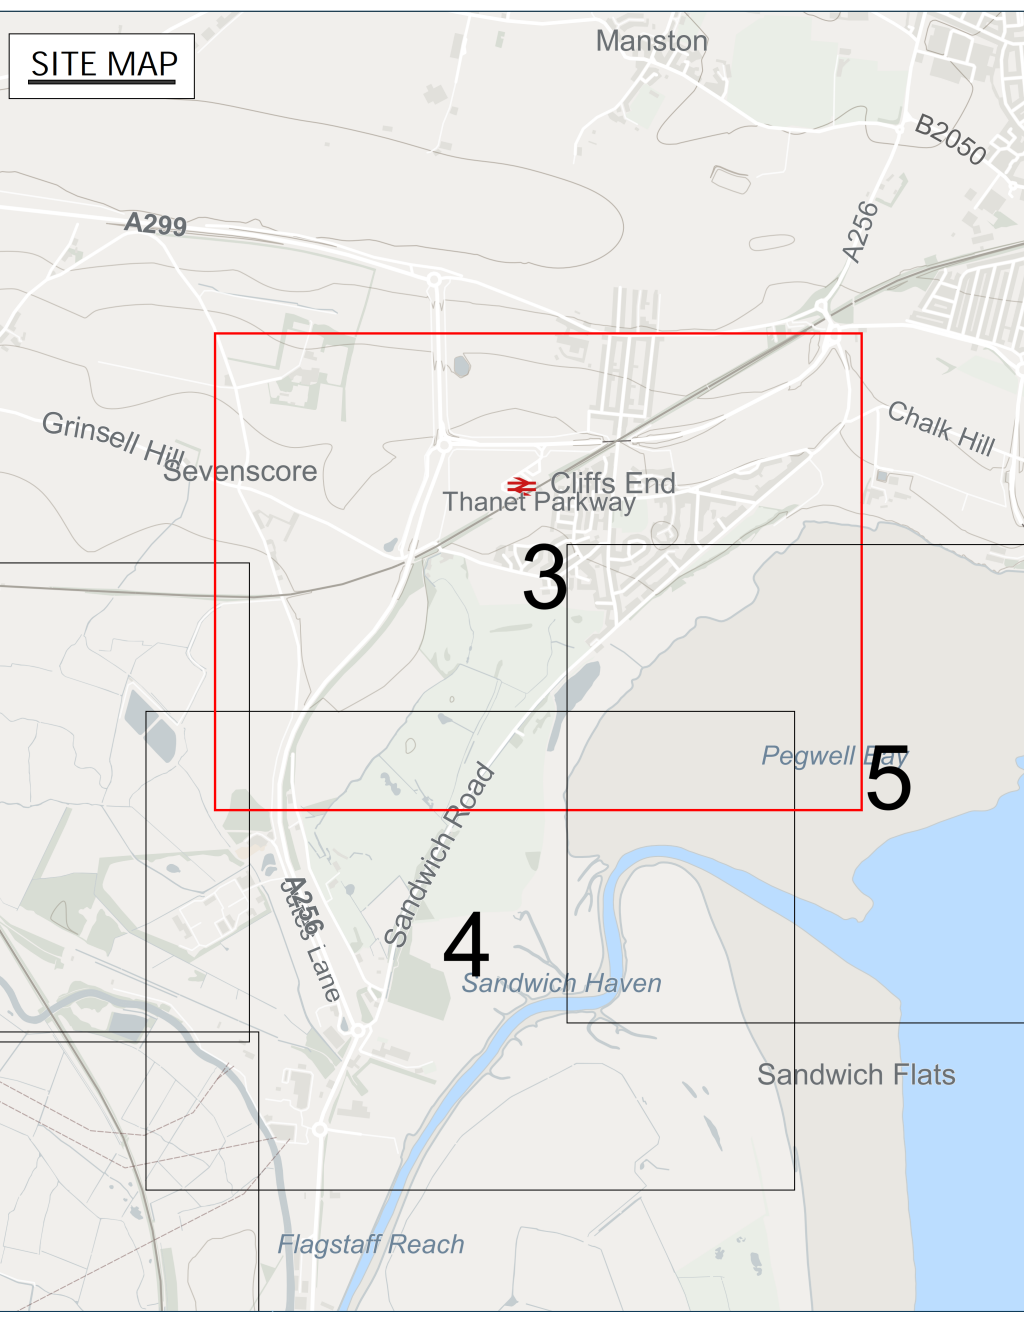 Manston
SITE MAP
B2050
A299
A256
Grinsell Hill
Chalk Hill
Sevenscore
Cliffs End
Thanet Parkway
3
Pegwell Bay
5
Sandwich Road
A256
Jutes Lane
4
Sandwich Haven
Sandwich Flats
Flagstaff Reach